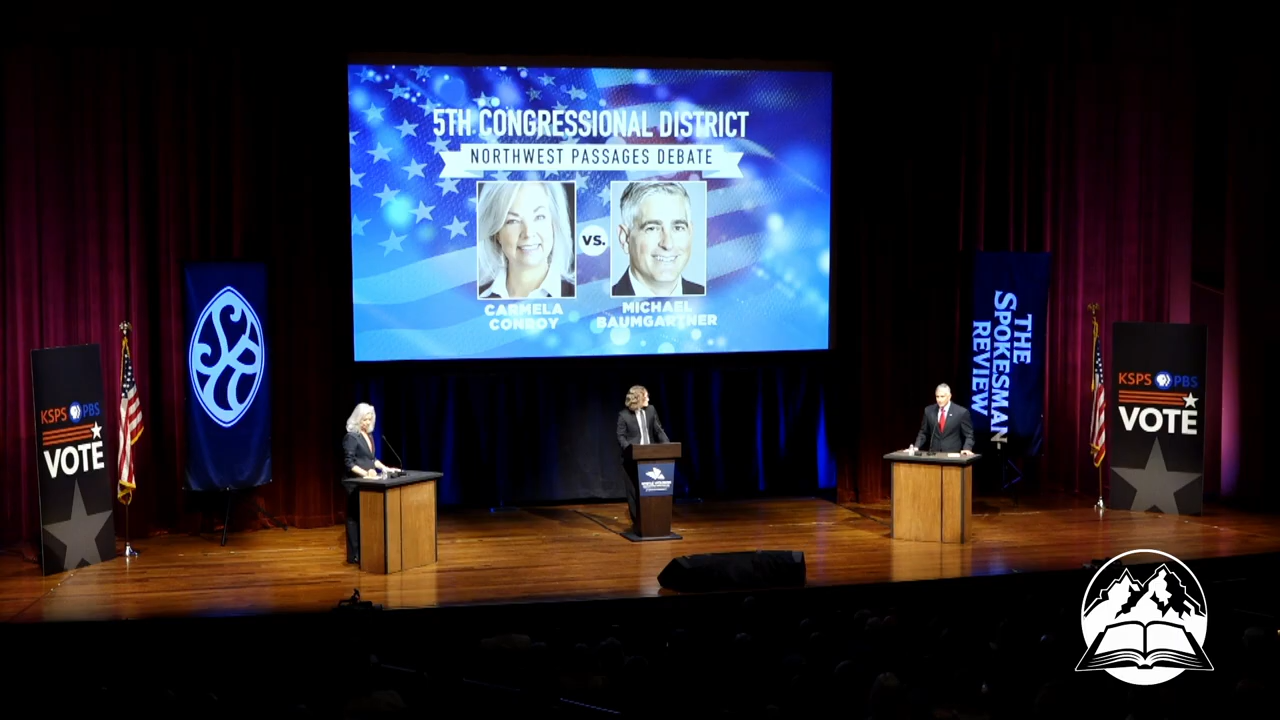 5TH CONGRESSIONAL DISTRICT
NORTHWEST PASSAGES DEBATE
VS.
CARMELA
CONROY
MICHAEL
BAUMGARTNER
KSPS PBS
VOTE
SR
THE
SPOKESMAN-
REVIEW
KSPS PBS
VOTE